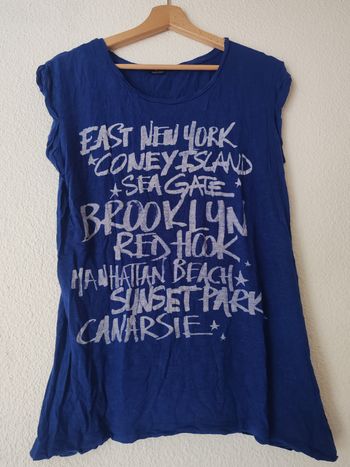 EAST NEW YORK
CONEY ISLAND
SEA GATE
BROOKLYN
RED HOOK
MANHATTAN BEACH
SUNSET PARK
CANARSIE